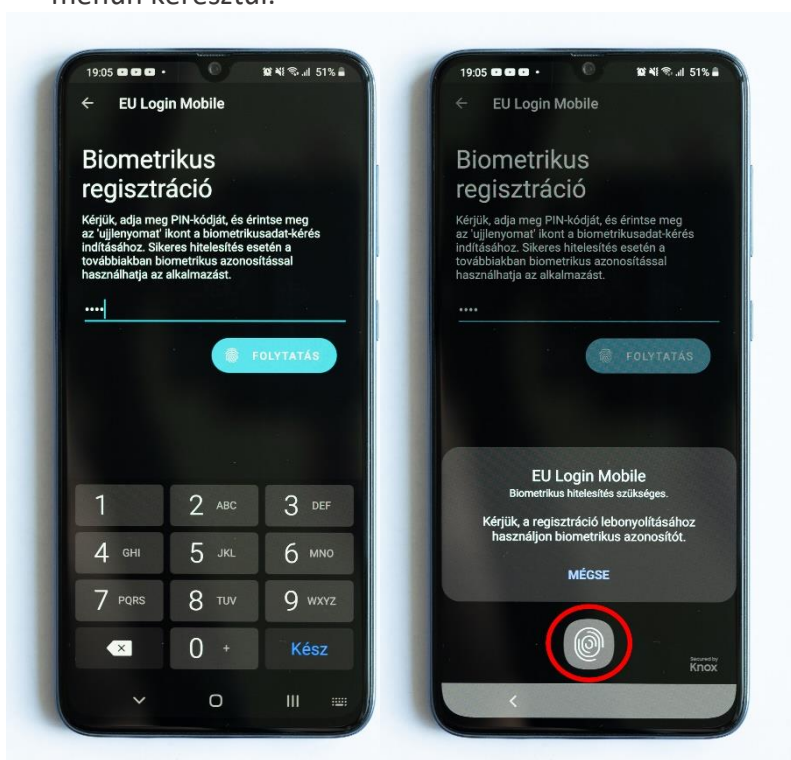 menün keresztül.
19:05
51%
EU Login Mobile
Biometrikus
regisztráció
Kérjük, adja meg PIN-kódját, és érintse meg
az 'ujjlenyomat' ikont a biometrikusadat-kérés
indításához. Sikeres hitelesítés esetén a
továbbiakban biometrikus azonosítással
használhatja az alkalmazást.
....
FOLYTATÁS
1
2 ABC
3 DEF
4 GHI
5 JKL
6 MNO
7 PQRS
8 TUV
9 WXYZ
0 +
Kész
19:05
51%
EU Login Mobile
Biometrikus
regisztráció
Kérjük, adja meg PIN-kódját, és érintse meg
az 'ujjlenyomat' ikont a biometrikusadat-kérés
indításához. Sikeres hitelesítés esetén a
továbbiakban biometrikus azonosítással
használhatja az alkalmazást.
....
FOLYTATÁS
EU Login Mobile
Biometrikus hitelesítés szükséges.
Kérjük, a regisztráció lebonyolításához
használjon biometrikus azonosítót.
MÉGSE
Secured by
Knox